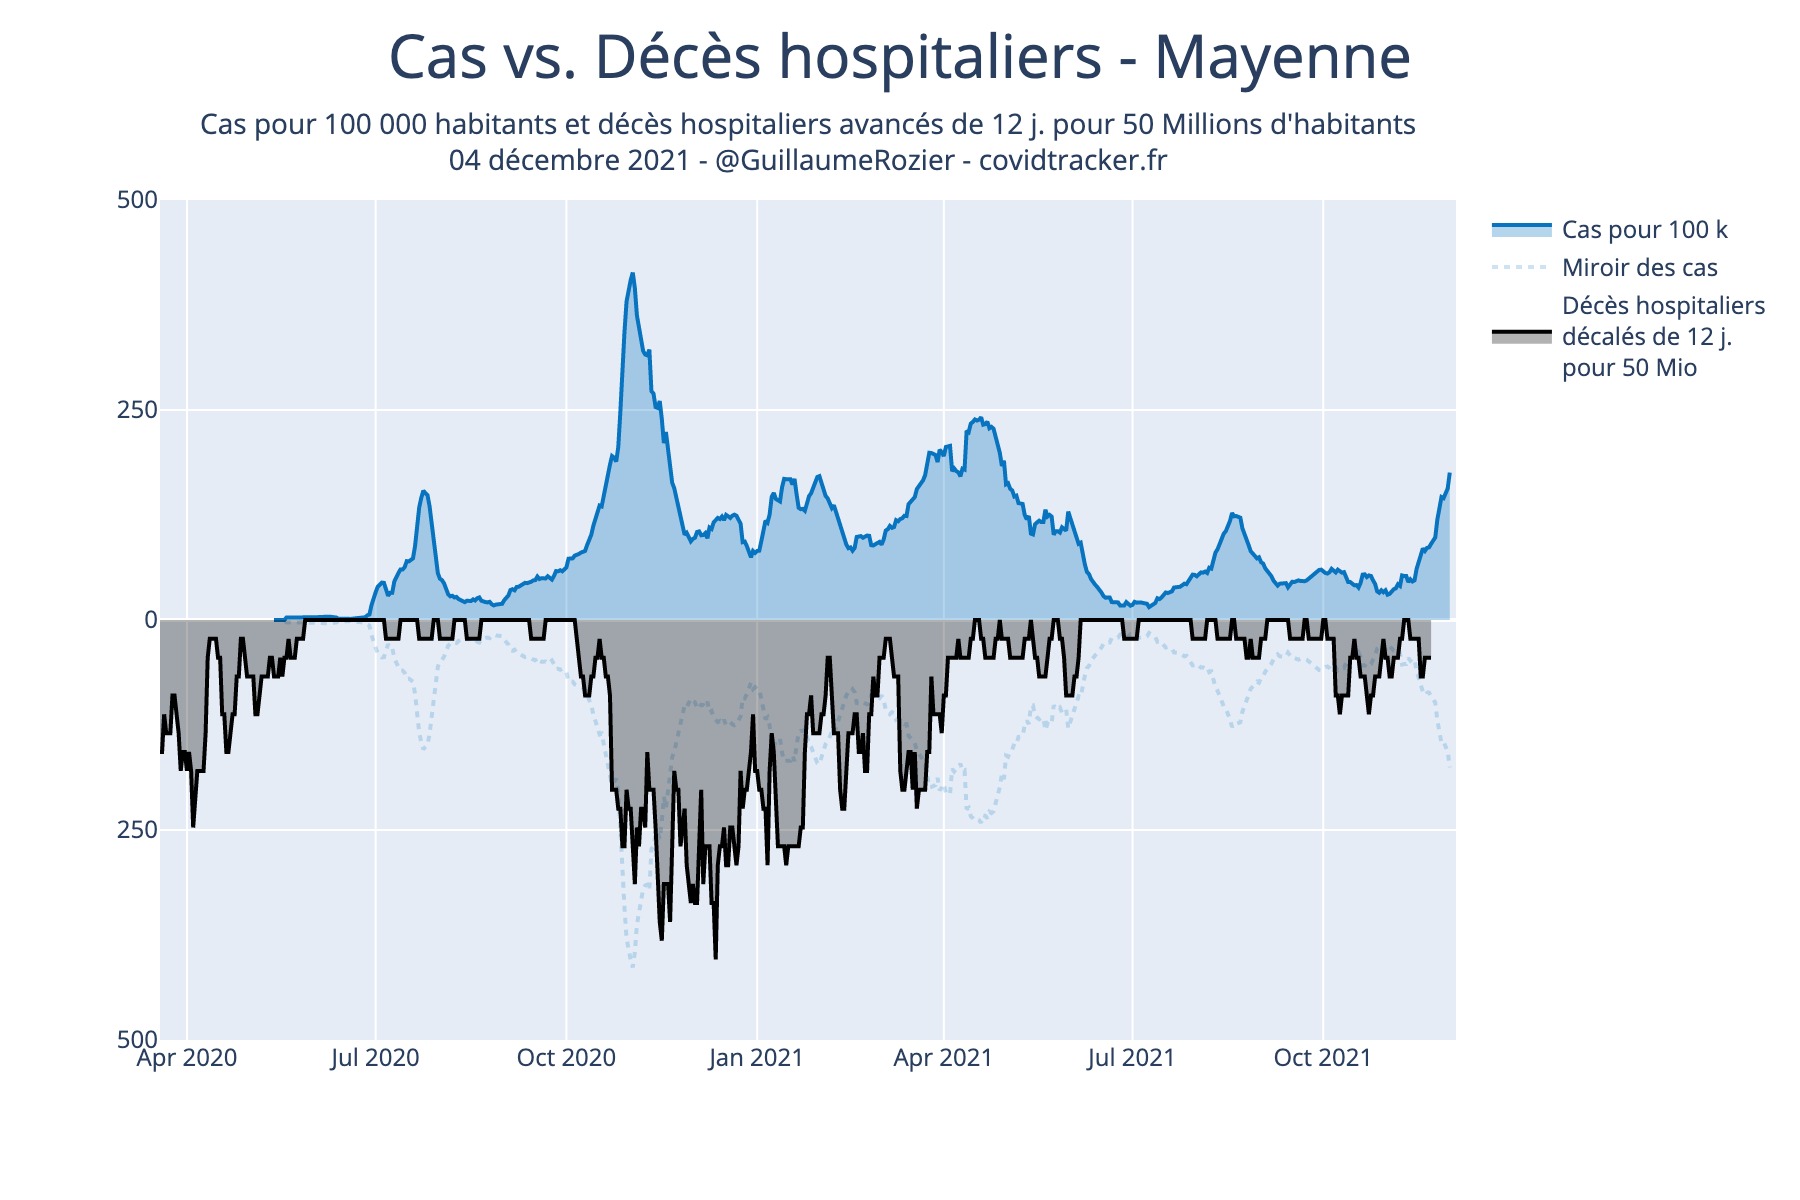 Cas vs. Décès hospitaliers - Mayenne
Cas pour 100 000 habitants et décès hospitaliers avancés de 12 j. pour 50 Millions d'habitants
04 décembre 2021 - @GuillaumeRozier - covidtracker.fr
500
250
0
250
500
Apr 2020
Jul 2020
Oct 2020
Jan 2021
Apr 2021
Jul 2021
Oct 2021
Cas pour 100 k
Miroir des cas
Décès hospitaliers
décalés de 12 j.
pour 50 Mio